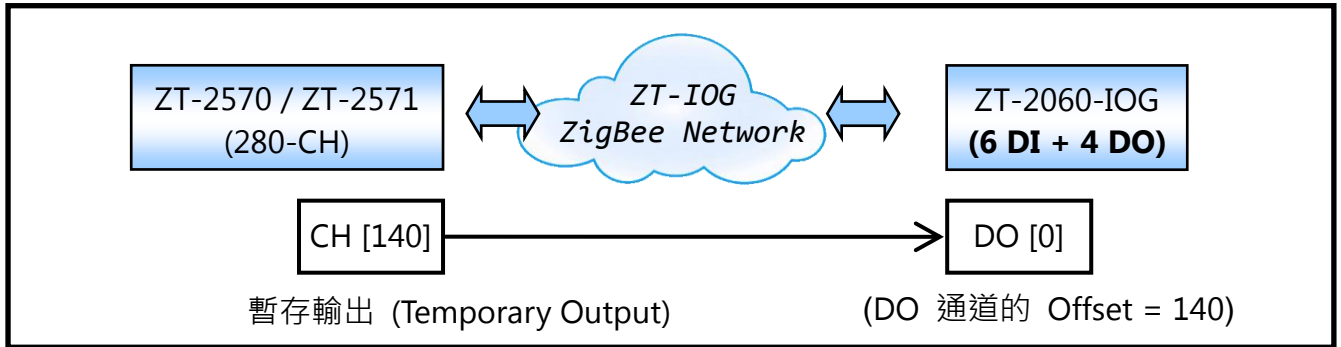 ZT-2570 / ZT-2571
(280-CH)
ZT-IOG
ZigBee Network
ZT-2060-IOG
(6 DI + 4 DO)
CH [140]
DO [0]
暫存輸出 (Temporary Output)
(DO 通道的 Offset = 140)